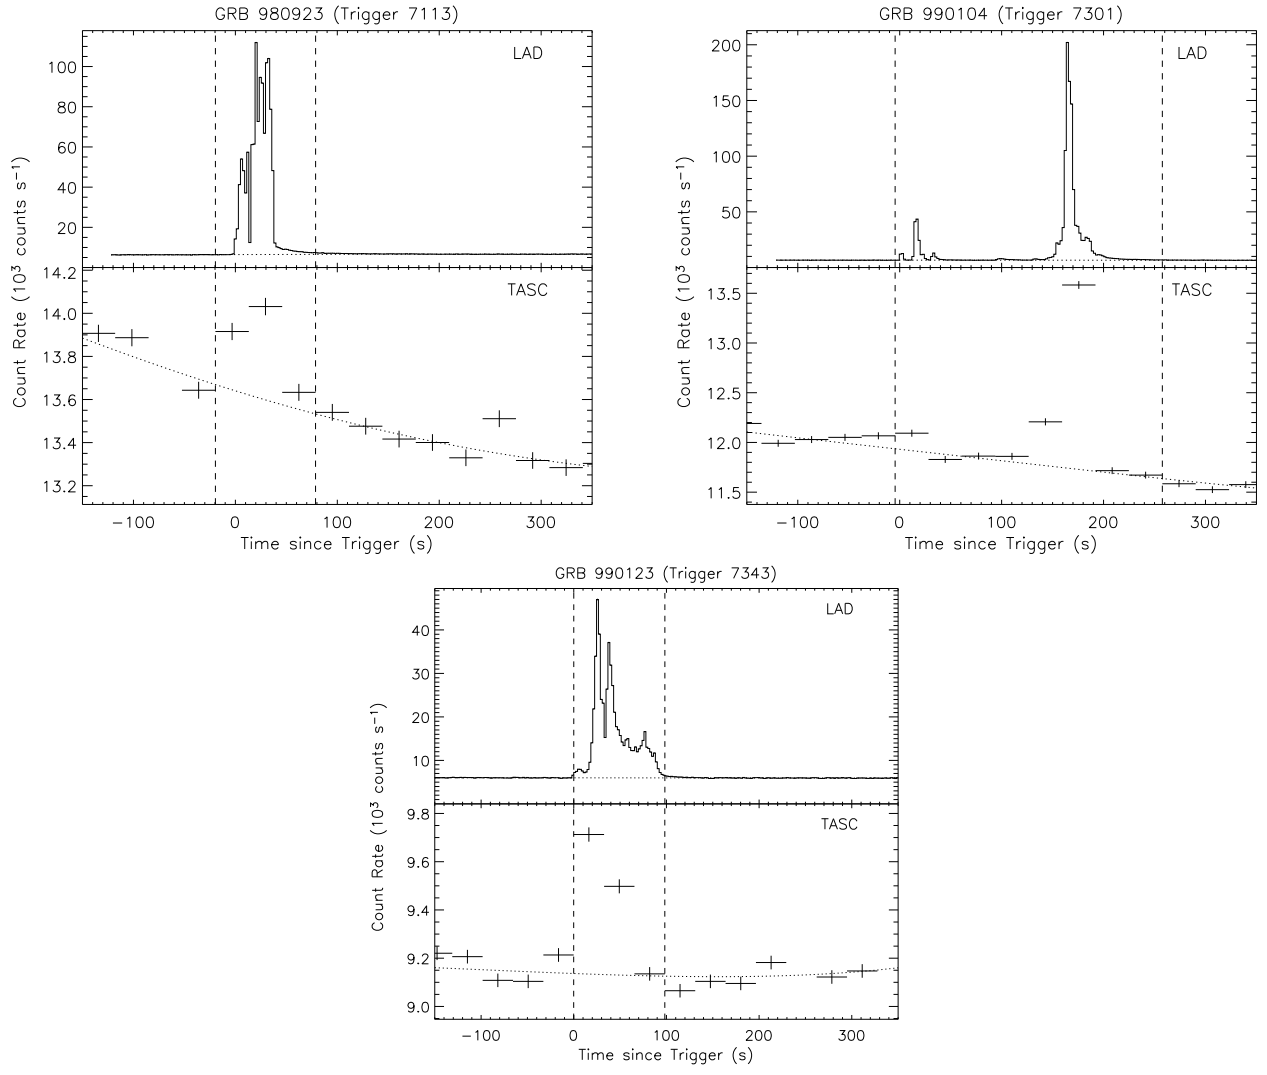 GRB 980923 (Trigger 7113)
LAD
100
80
60
40
20
Count Rate (10³ counts s⁻¹)
TASC
14.2
14.0
13.8
13.6
13.4
13.2
−100 0 100 200 300
Time since Trigger (s)
GRB 990104 (Trigger 7301)
LAD
200
150
100
50
Count Rate (10³ counts s⁻¹)
TASC
13.5
13.0
12.5
12.0
11.5
−100 0 100 200 300
Time since Trigger (s)
GRB 990123 (Trigger 7343)
LAD
40
30
20
10
Count Rate (10³ counts s⁻¹)
TASC
9.8
9.6
9.4
9.2
9.0
−100 0 100 200 300
Time since Trigger (s)